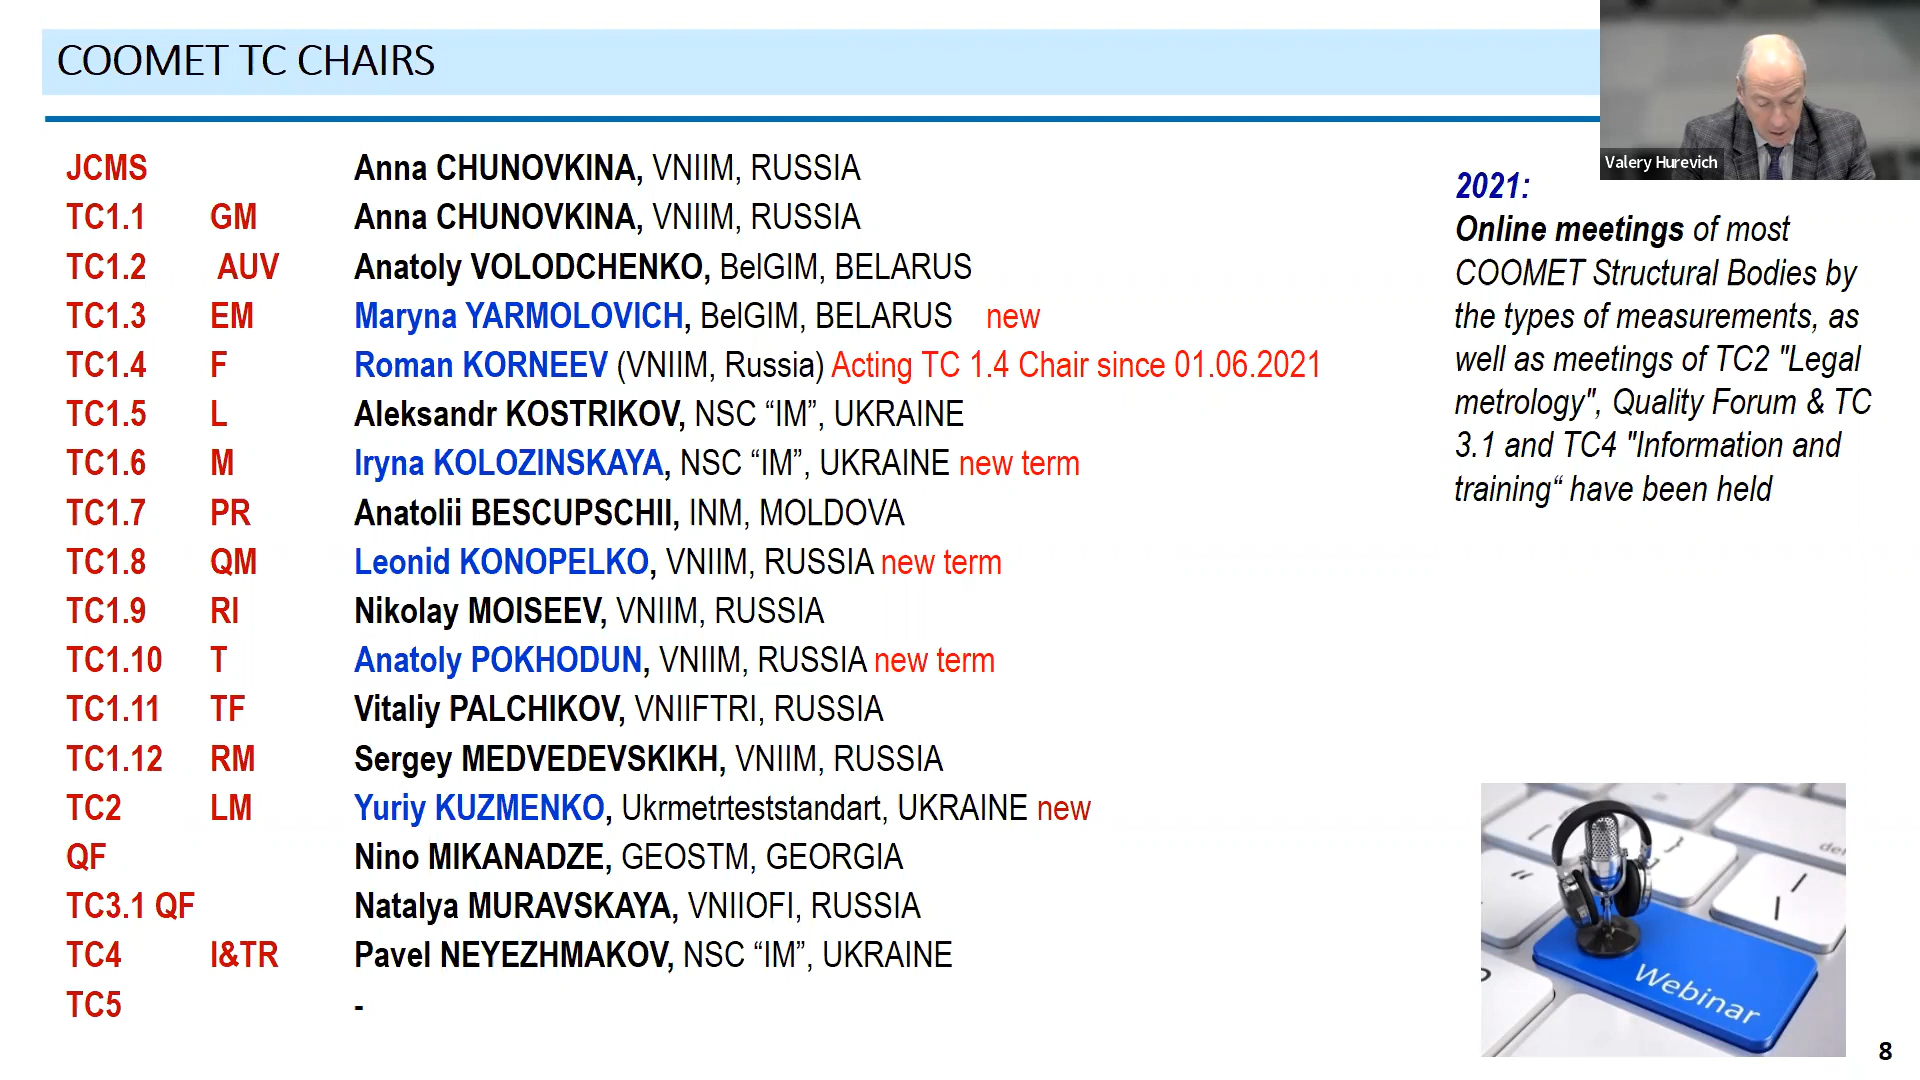 COOMET TC CHAIRS
Valery Hurevich
JCMS Anna CHUNOVKINA, VNIIM, RUSSIA
TC1.1 GM Anna CHUNOVKINA, VNIIM, RUSSIA
TC1.2 AUV Anatoly VOLODCHENKO, BelGIM, BELARUS
TC1.3 EM Maryna YARMOLOVICH, BelGIM, BELARUS new
TC1.4 F Roman KORNEEV (VNIIM, Russia) Acting TC 1.4 Chair since 01.06.2021
TC1.5 L Aleksandr KOSTRIKOV, NSC “IM”, UKRAINE
TC1.6 M Iryna KOLOZINSKAYA, NSC “IM”, UKRAINE new term
TC1.7 PR Anatolii BESCUPSCHII, INM, MOLDOVA
TC1.8 QM Leonid KONOPELKO, VNIIM, RUSSIA new term
TC1.9 RI Nikolay MOISEEV, VNIIM, RUSSIA
TC1.10 T Anatoly POKHODUN, VNIIM, RUSSIA new term
TC1.11 TF Vitaliy PALCHIKOV, VNIIFTRI, RUSSIA
TC1.12 RM Sergey MEDVEDEVSKIKH, VNIIM, RUSSIA
TC2 LM Yuriy KUZMENKO, Ukrmetrteststandart, UKRAINE new
QF Nino MIKANADZE, GEOSTM, GEORGIA
TC3.1 QF Natalya MURAVSKAYA, VNIIOFI, RUSSIA
TC4 I&TR Pavel NEYEZHMAKOV, NSC “IM”, UKRAINE
TC5 -
2021:
Online meetings of most
COOMET Structural Bodies by
the types of measurements, as
well as meetings of TC2 "Legal
metrology", Quality Forum & TC
3.1 and TC4 "Information and
training“ have been held
Webinar
8